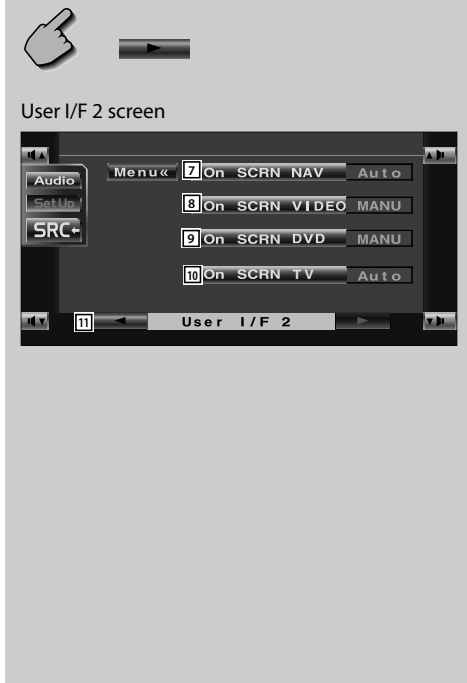 User I/F 2 screen
Audio
SetUp
SRC
Menu«
7 On SCRN NAV Auto
8 On SCRN VIDEO MANU
9 On SCRN DVD MANU
10 On SCRN TV Auto
11 ◄ User I/F 2 ►